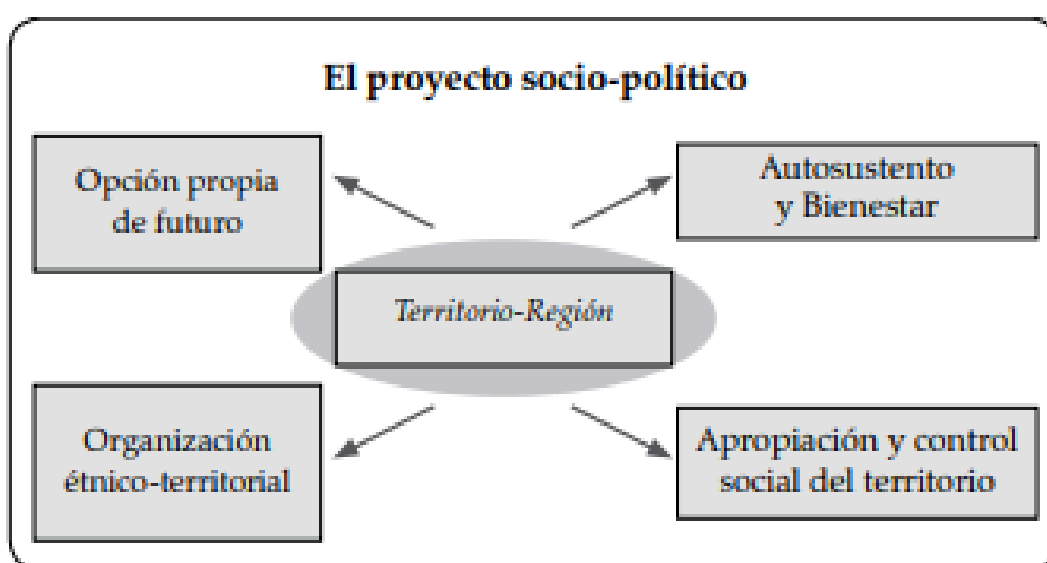 El proyecto socio-político
Opción propia
de futuro
Autosustento
y Bienestar
Territorio-Región
Organización
étnico-territorial
Apropiación y control
social del territorio